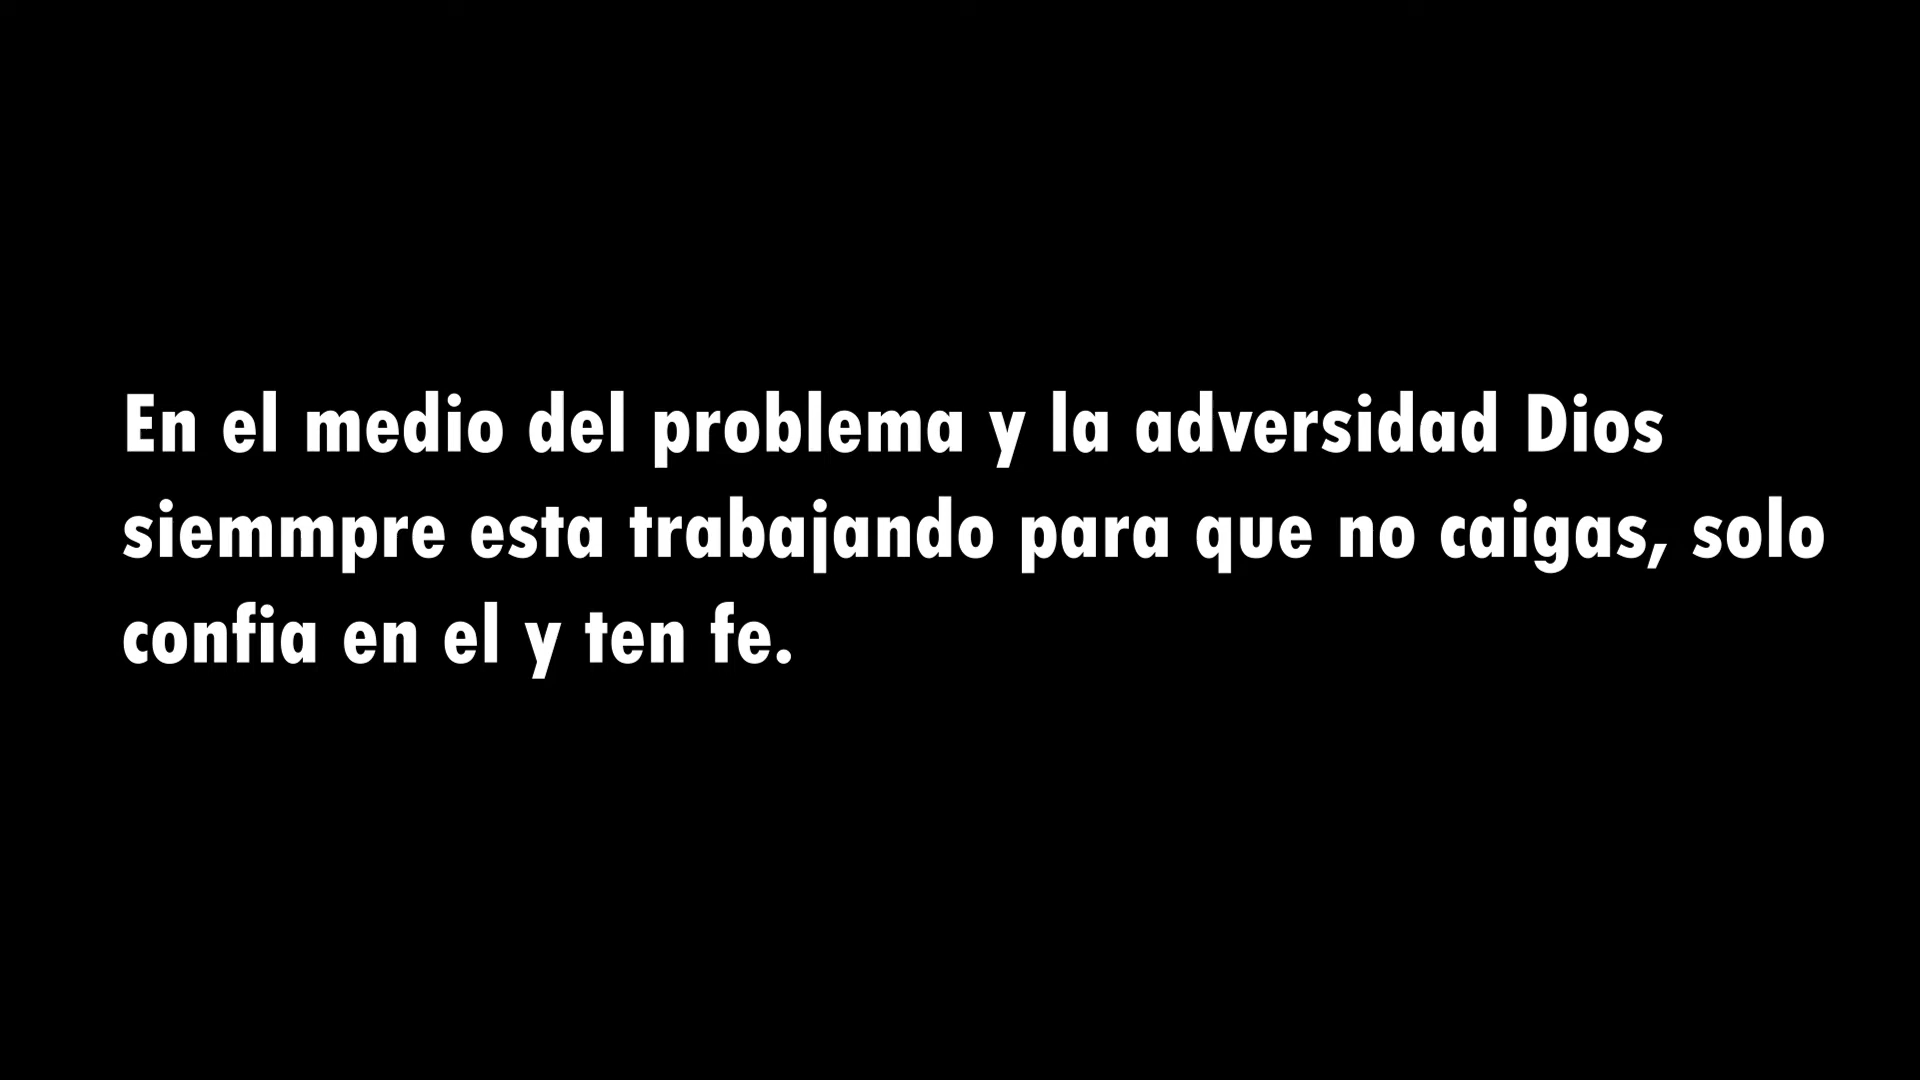 En el medio del problema y la adversidad Dios
siemmpre esta trabajando para que no caigas, solo
confia en el y ten fe.